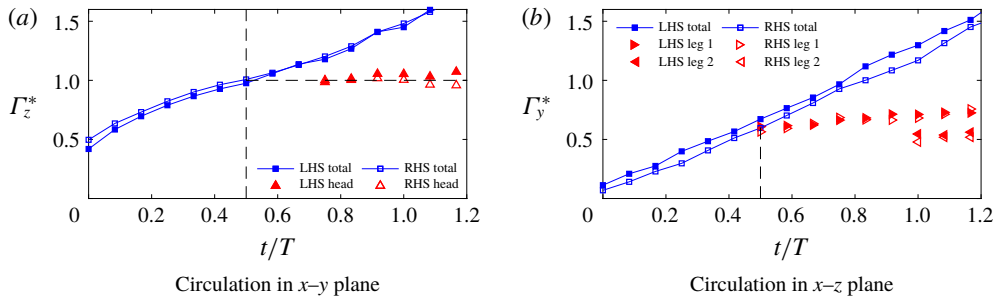 (a)
1.5
1.0
0.5
Γ*z
LHS total RHS total
LHS head RHS head
0 0.2 0.4 0.6 0.8 1.0 1.2
t/T
Circulation in x–y plane
(b)
LHS total RHS total
LHS leg 1 RHS leg 1
LHS leg 2 RHS leg 2
1.5
1.0
0.5
Γ*y
0 0.2 0.4 0.6 0.8 1.0 1.2
t/T
Circulation in x–z plane